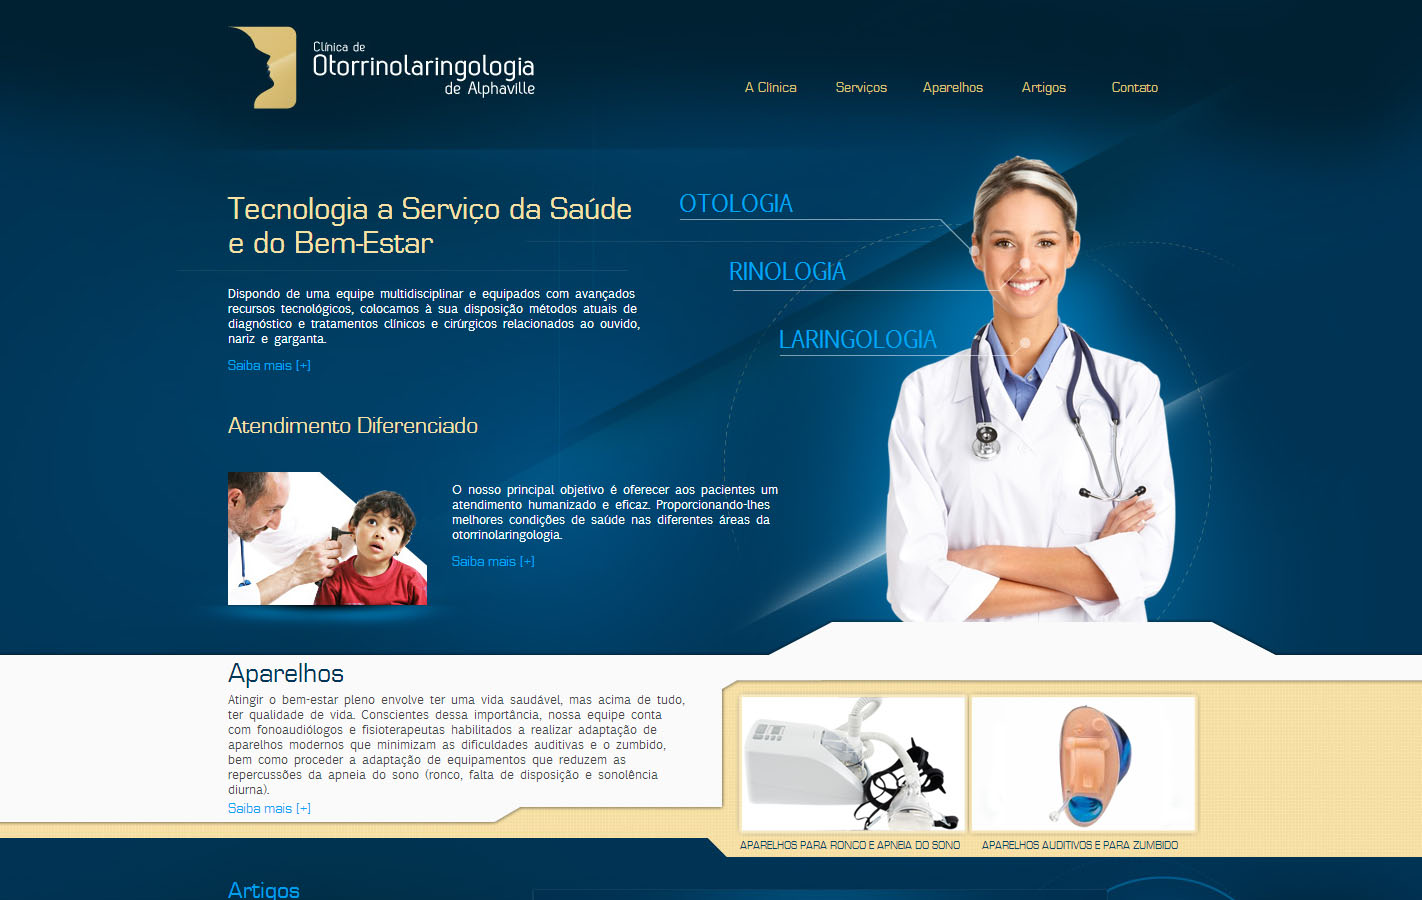 Clínica de
Otorrinolaringologia
de Alphaville
A Clínica
Serviços
Aparelhos
Artigos
Contato
Tecnologia a Serviço da Saúde
e do Bem-Estar
Dispondo de uma equipe multidisciplinar e equipados com avançados
recursos tecnológicos, colocamos à sua disposição métodos atuais de
diagnóstico e tratamentos clínicos e cirúrgicos relacionados ao ouvido,
nariz e garganta.
Saiba mais [+]
OTOLOGIA
RINOLOGIA
LARINGOLOGIA
Atendimento Diferenciado
O nosso principal objetivo é oferecer aos pacientes um
atendimento humanizado e eficaz. Proporcionando-lhes
melhores condições de saúde nas diferentes áreas da
otorrinolaringologia.
Saiba mais [+]
Aparelhos
Atingir o bem-estar pleno envolve ter uma vida saudável, mas acima de tudo,
ter qualidade de vida. Conscientes dessa importância, nossa equipe conta
com fonoaudiólogos e fisioterapeutas habilitados a realizar adaptação de
aparelhos modernos que minimizam as dificuldades auditivas e o zumbido,
bem como proceder a adaptação de equipamentos que reduzem as
repercussões da apneia do sono (ronco, falta de disposição e sonolência
diurna).
Saiba mais [+]
APARELHOS PARA RONCO E APNEIA DO SONO
APARELHOS AUDITIVOS E PARA ZUMBIDO
Artigos